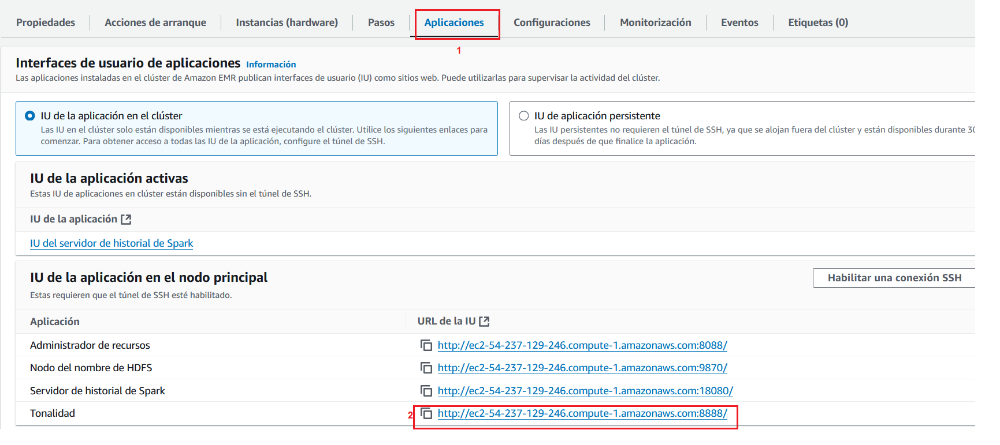 Propiedades Acciones de arranque Instancias (hardware) Pasos Aplicaciones Configuraciones Monitorización Eventos Etiquetas (0)
1
Interfaces de usuario de aplicaciones Información
Las aplicaciones instaladas en el clúster de Amazon EMR publican interfaces de usuario (IU) como sitios web. Puede utilizarlas para supervisar la actividad del clúster.
IU de la aplicación en el clúster
Las IU en el clúster solo están disponibles mientras se está ejecutando el clúster. Utilice los siguientes enlaces para
comenzar. Para obtener acceso a todas las IU de la aplicación, configure el túnel de SSH.
IU de aplicación persistente
Las IU persistentes no requieren el túnel de SSH, ya que se alojan fuera del clúster y están disponibles durante 30
días después de que finalice la aplicación.
IU de la aplicación activas
Estas IU de aplicaciones en clúster están disponibles sin el túnel de SSH.
IU de la aplicación
IU del servidor de historial de Spark
IU de la aplicación en el nodo principal
Habilitar una conexión SSH
Estas requieren que el túnel de SSH esté habilitado.
Aplicación URL de la IU
Administrador de recursos http://ec2-54-237-129-246.compute-1.amazonaws.com:8088/
Nodo del nombre de HDFS http://ec2-54-237-129-246.compute-1.amazonaws.com:9870/
Servidor de historial de Spark http://ec2-54-237-129-246.compute-1.amazonaws.com:18080/
Tonalidad 2 http://ec2-54-237-129-246.compute-1.amazonaws.com:8888/